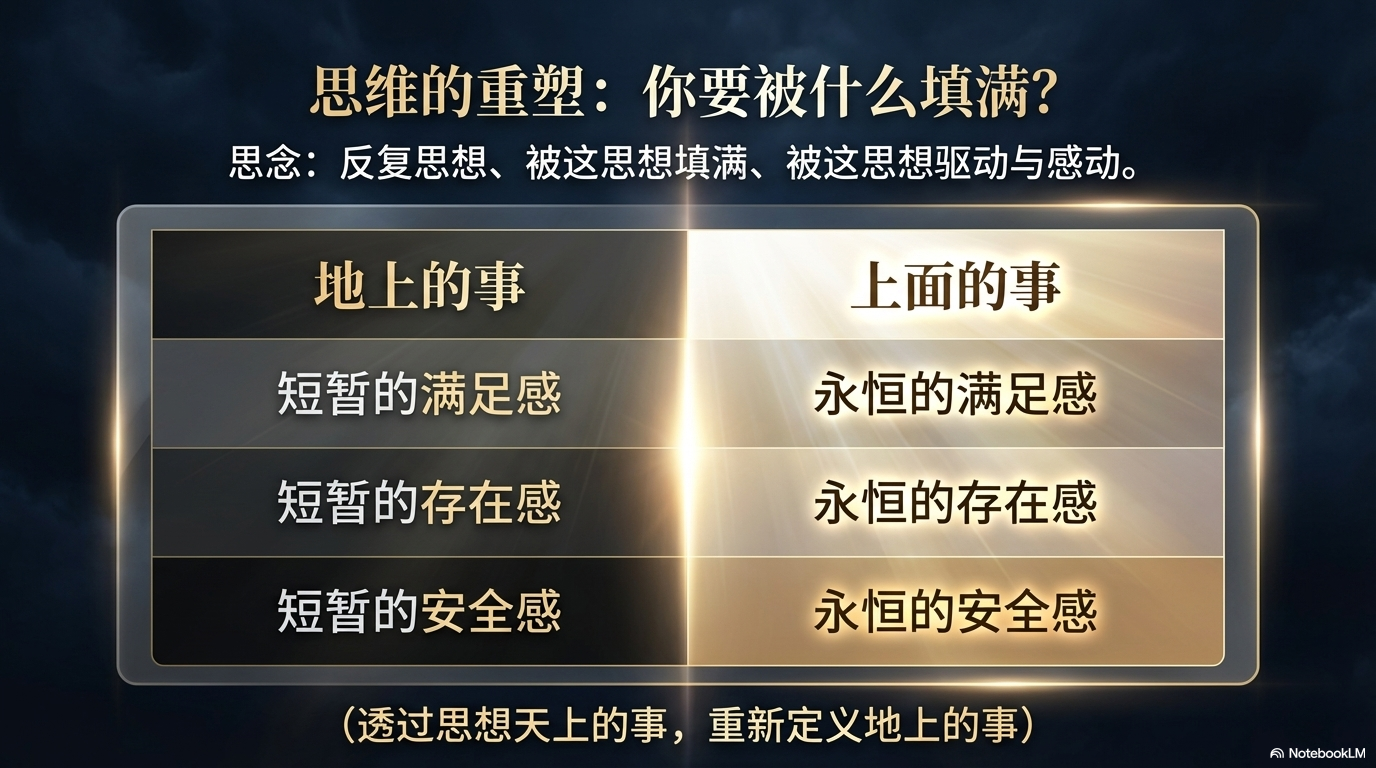 思维的重塑：你要被什么填满？
思念：反复思想、被这思想填满、被这思想驱动与感动。
地上的事
上面的事
短暂的满足感
永恒的满足感
短暂的存在感
永恒的存在感
短暂的安全感
永恒的安全感
（透过思想天上的事，重新定义地上的事）
NotebookLM